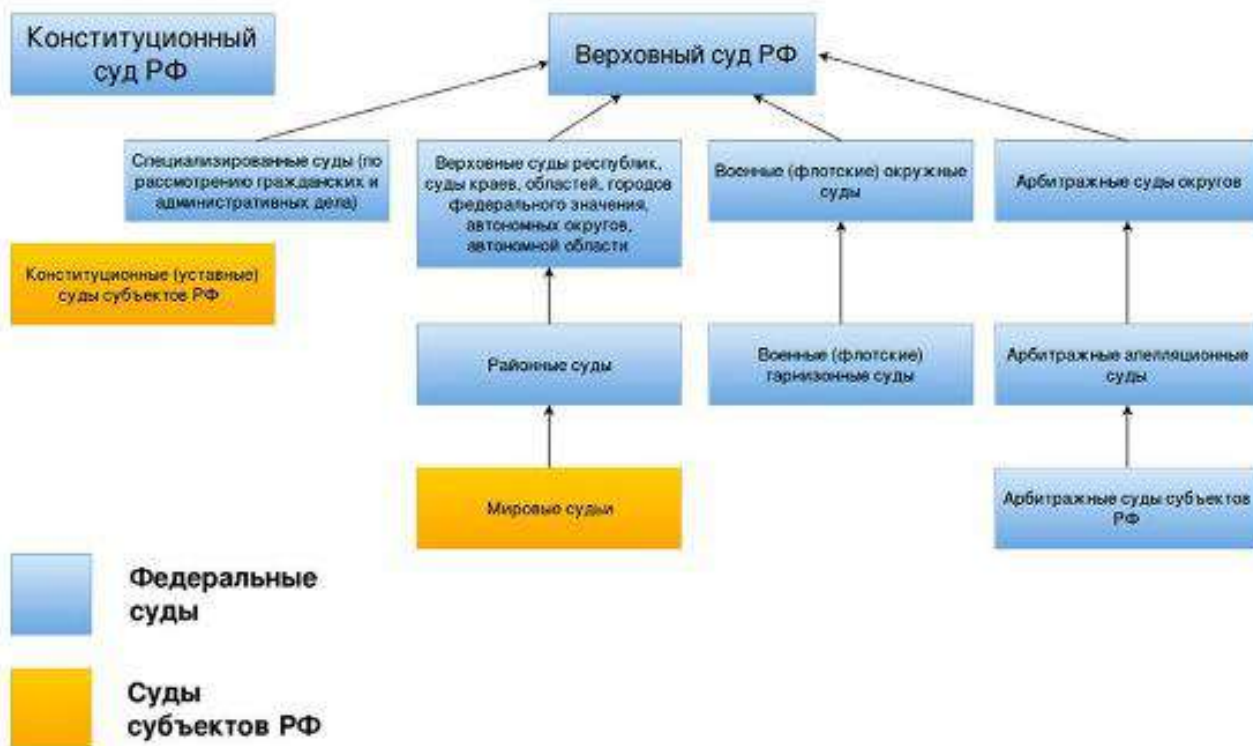 Конституционный
суд РФ
Верховный суд РФ
Специализированные суды (по
рассмотрению гражданских и
административных дела)
Верховные суды республик,
суды краев, областей, городов
федерального значения,
автономных округов,
автономной области
Военные (флотские) окружные
суды
Арбитражные суды округов
Конституционные (уставные)
суды субъектов РФ
Районные суды
Военные (флотские)
гарнизонные суды
Арбитражные апелляционные
суды
Мировые судьи
Арбитражные суды субъектов
РФ
Федеральные
суды
Суды
субъектов РФ